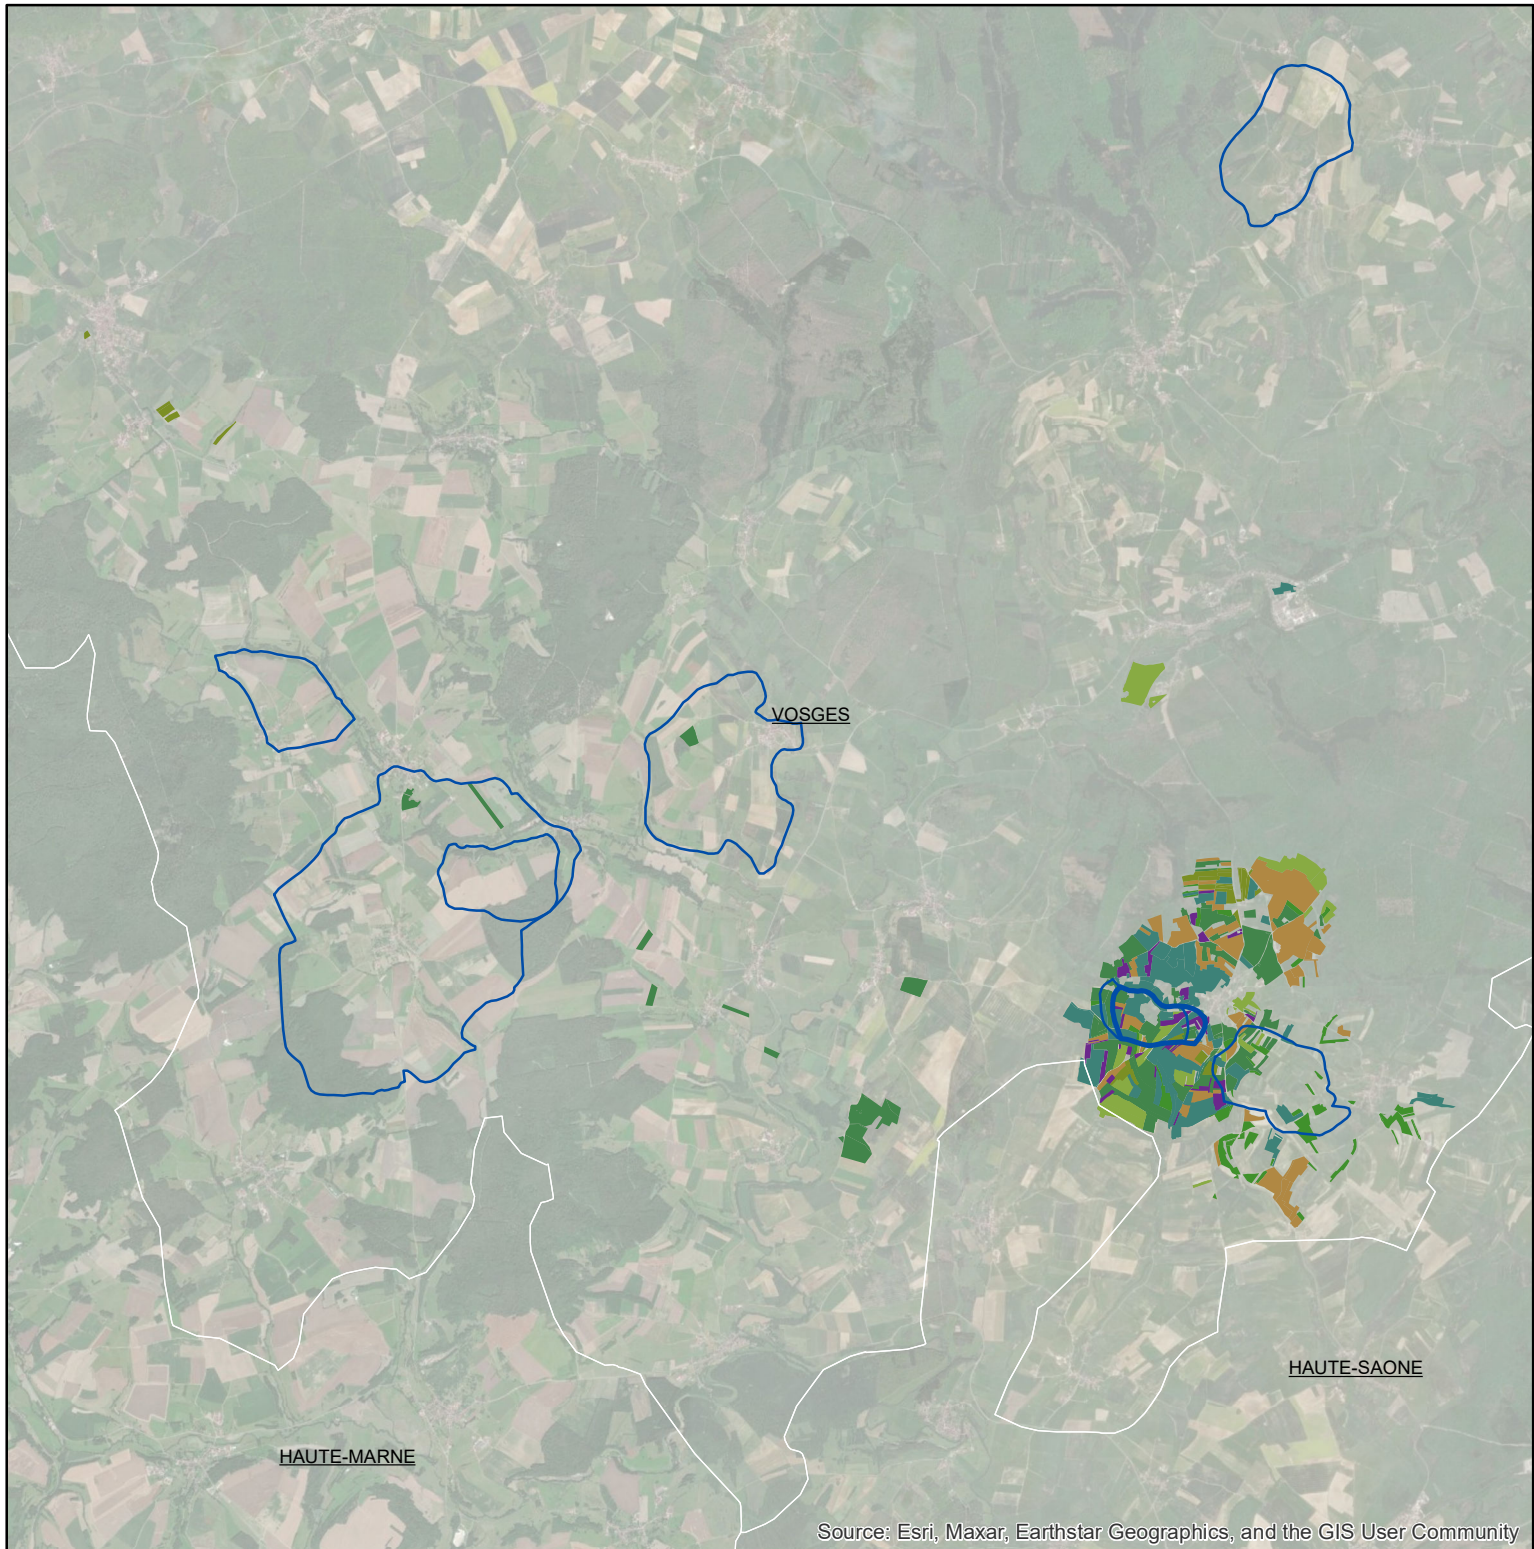 VOSGES
HAUTE-SAONE
HAUTE-MARNE
Source: Esri, Maxar, Earthstar Geographics, and the GIS User Community